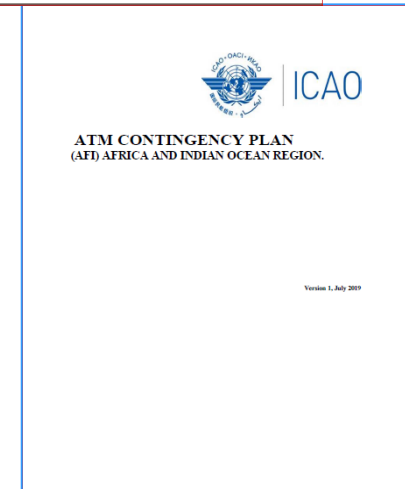 ICAO
ATM CONTINGENCY PLAN
(AFI) AFRICA AND INDIAN OCEAN REGION.
Version 1, July 2019